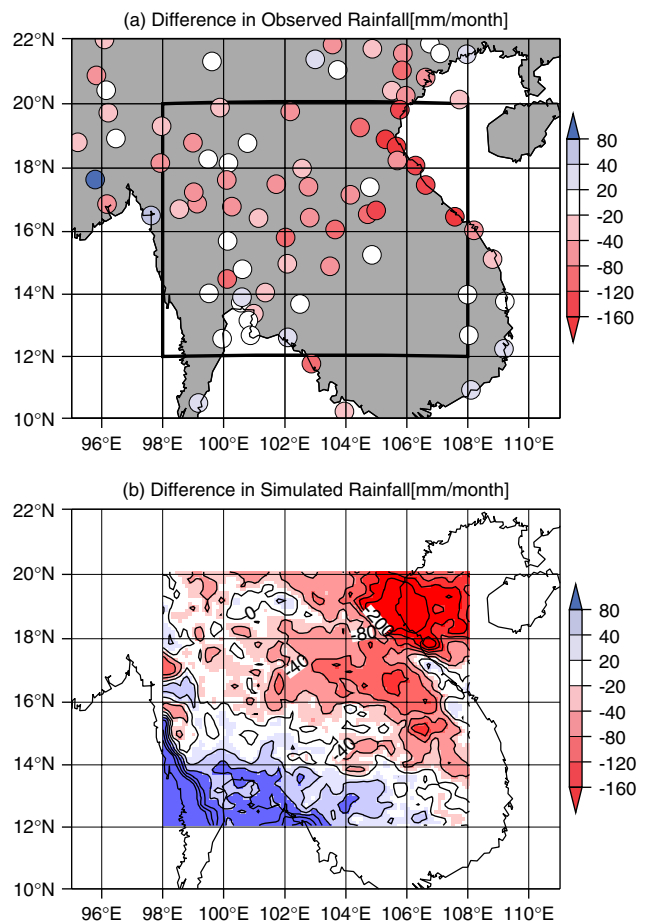 (a) Difference in Observed Rainfall[mm/month]
22°N
20°N
18°N
16°N
14°N
12°N
10°N
96°E 98°E 100°E 102°E 104°E 106°E 108°E 110°E
80
40
20
-20
-40
-80
-120
-160
(b) Difference in Simulated Rainfall[mm/month]
22°N
20°N
18°N
16°N
14°N
12°N
10°N
0
-200
-80
-40
-40
96°E 98°E 100°E 102°E 104°E 106°E 108°E 110°E
80
40
20
-20
-40
-80
-120
-160